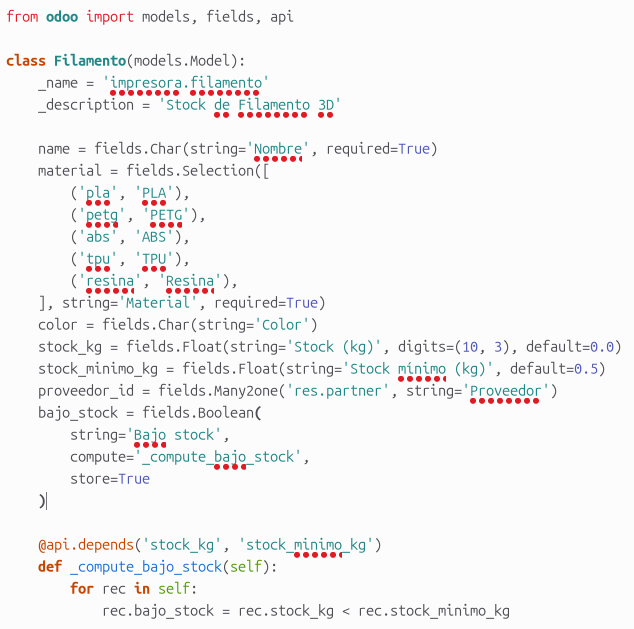 from odoo import models, fields, api

class Filamento(models.Model):
    _name = 'impresora.filamento'
    _description = 'Stock de Filamento 3D'

    name = fields.Char(string='Nombre', required=True)
    material = fields.Selection([
        ('pla', 'PLA'),
        ('petg', 'PETG'),
        ('abs', 'ABS'),
        ('tpu', 'TPU'),
        ('resina', 'Resina'),
    ], string='Material', required=True)
    color = fields.Char(string='Color')
    stock_kg = fields.Float(string='Stock (kg)', digits=(10, 3), default=0.0)
    stock_minimo_kg = fields.Float(string='Stock mínimo (kg)', default=0.5)
    proveedor_id = fields.Many2one('res.partner', string='Proveedor')
    bajo_stock = fields.Boolean(
        string='Bajo stock',
        compute='_compute_bajo_stock',
        store=True
    )

    @api.depends('stock_kg', 'stock_minimo_kg')
    def _compute_bajo_stock(self):
        for rec in self:
            rec.bajo_stock = rec.stock_kg < rec.stock_minimo_kg